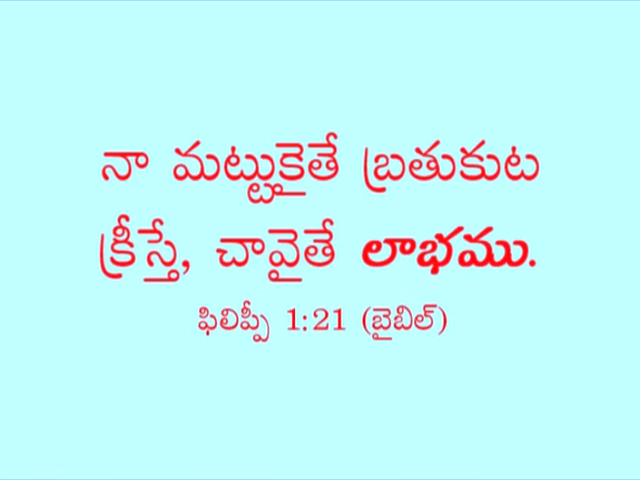 నా మట్టుకైతే బ్రతుకుట
క్రీస్తే, చావైతే లాభము.
ఫిలిప్పీ 1:21 (బైబిల్)